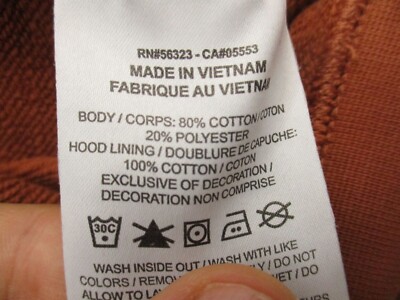 RN#56323 - CA#05553
MADE IN VIETNAM
FABRIQUE AU VIETNAM
BODY / CORPS: 80% COTTON/COTON
20% POLYESTER
HOOD LINING / DOUBLURE DE CAPUCHE:
100% COTTON / COTON
EXCLUSIVE OF DECORATION /
DECORATION NON COMPRISE
30C
WASH INSIDE OUT / WASH WITH LIKE
COLORS / REMOVE / DO
NOT / DO
ALLOW TO